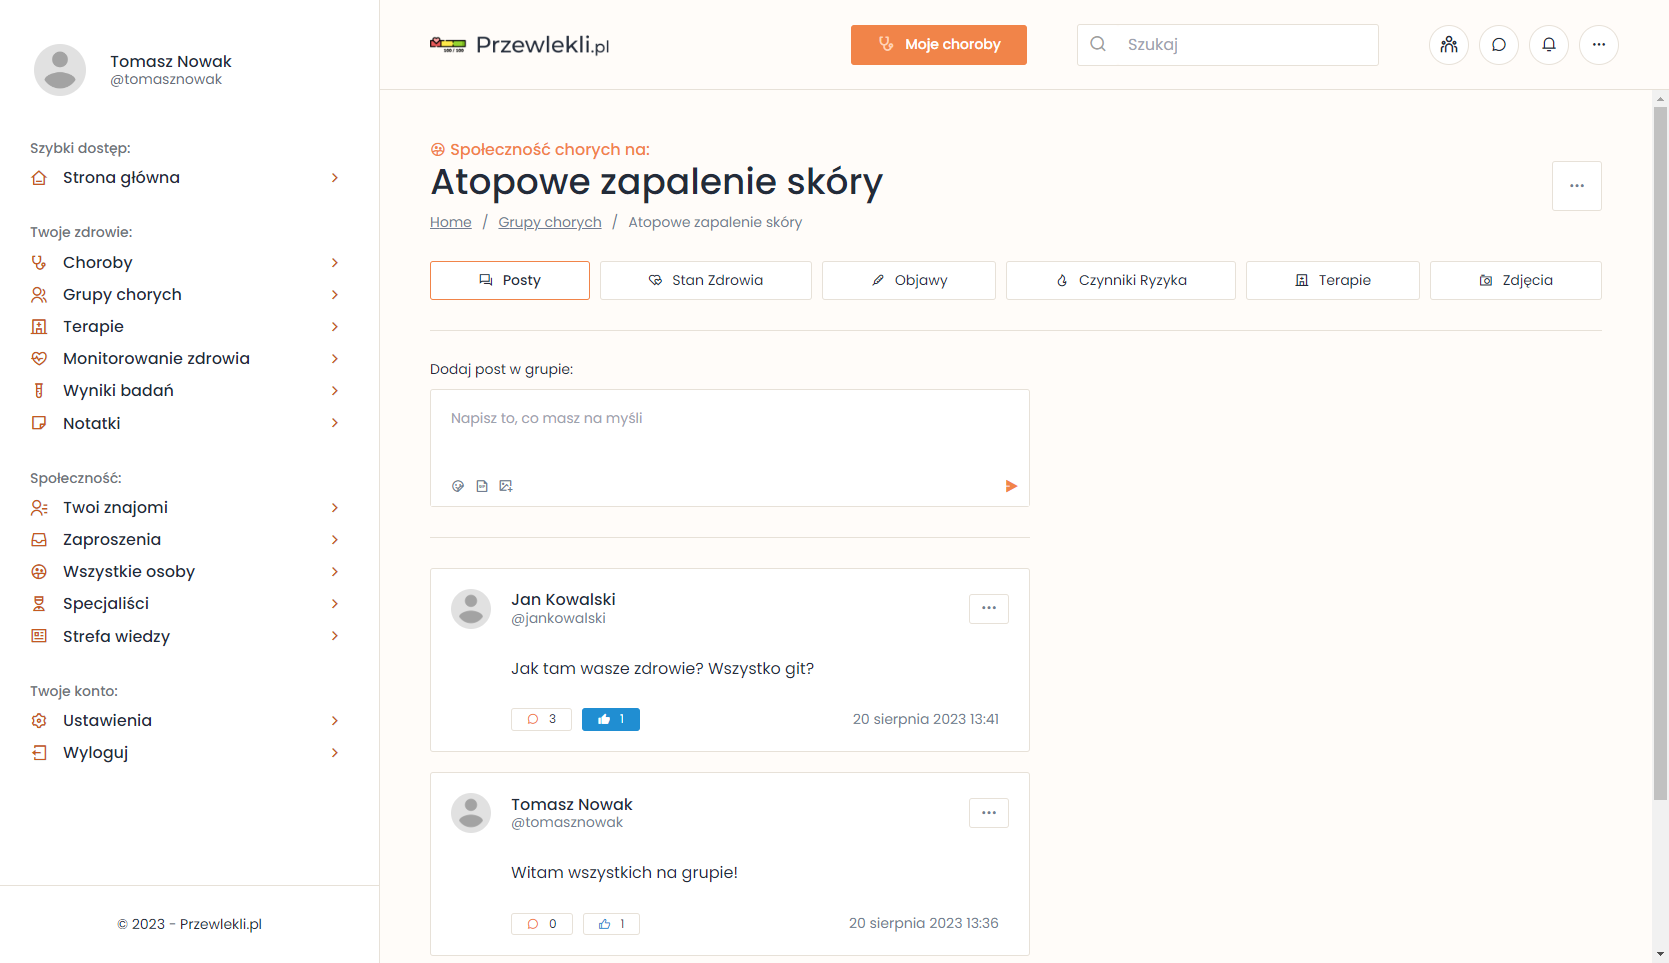 Tomasz Nowak
@tomasznowak
Szybki dostęp:
Strona główna
Twoje zdrowie:
Choroby
Grupy chorych
Terapie
Monitorowanie zdrowia
Wyniki badań
Notatki
Społeczność:
Twoi znajomi
Zaproszenia
Wszystkie osoby
Specjaliści
Strefa wiedzy
Twoje konto:
Ustawienia
Wyloguj
© 2023 - Przewlekli.pl
100 / 100
Przewlekli.pl
Moje choroby
Szukaj
Społeczność chorych na:
Atopowe zapalenie skóry
Home / Grupy chorych / Atopowe zapalenie skóry
Posty
Stan Zdrowia
Objawy
Czynniki Ryzyka
Terapie
Zdjęcia
Dodaj post w grupie:
Napisz to, co masz na myśli
Jan Kowalski
@jankowalski
Jak tam wasze zdrowie? Wszystko git?
3 1 20 sierpnia 2023 13:41
Tomasz Nowak
@tomasznowak
Witam wszystkich na grupie!
0 1 20 sierpnia 2023 13:36